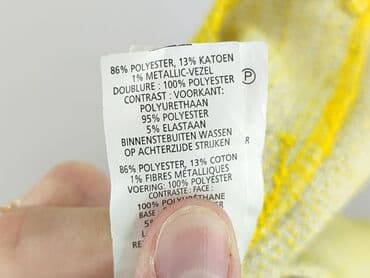 86% POLYESTER, 13% KATOEN
1% METALLIC-VEZEL
DOUBLURE : 100% POLYESTER
CONTRAST : VOORKANT:
POLYURETHAAN
95% POLYESTER
5% ELASTAAN
BINNENSTEBUITEN WASSEN
OP ACHTERZIJDE STRIJKEN
P
86% POLYESTER, 13% COTON
1% FIBRES MÉTALLIQUES
VOERING: 100% POLYESTER
CONTRASTE : FACE :
100% POLYURÉTHANE
BASE
R